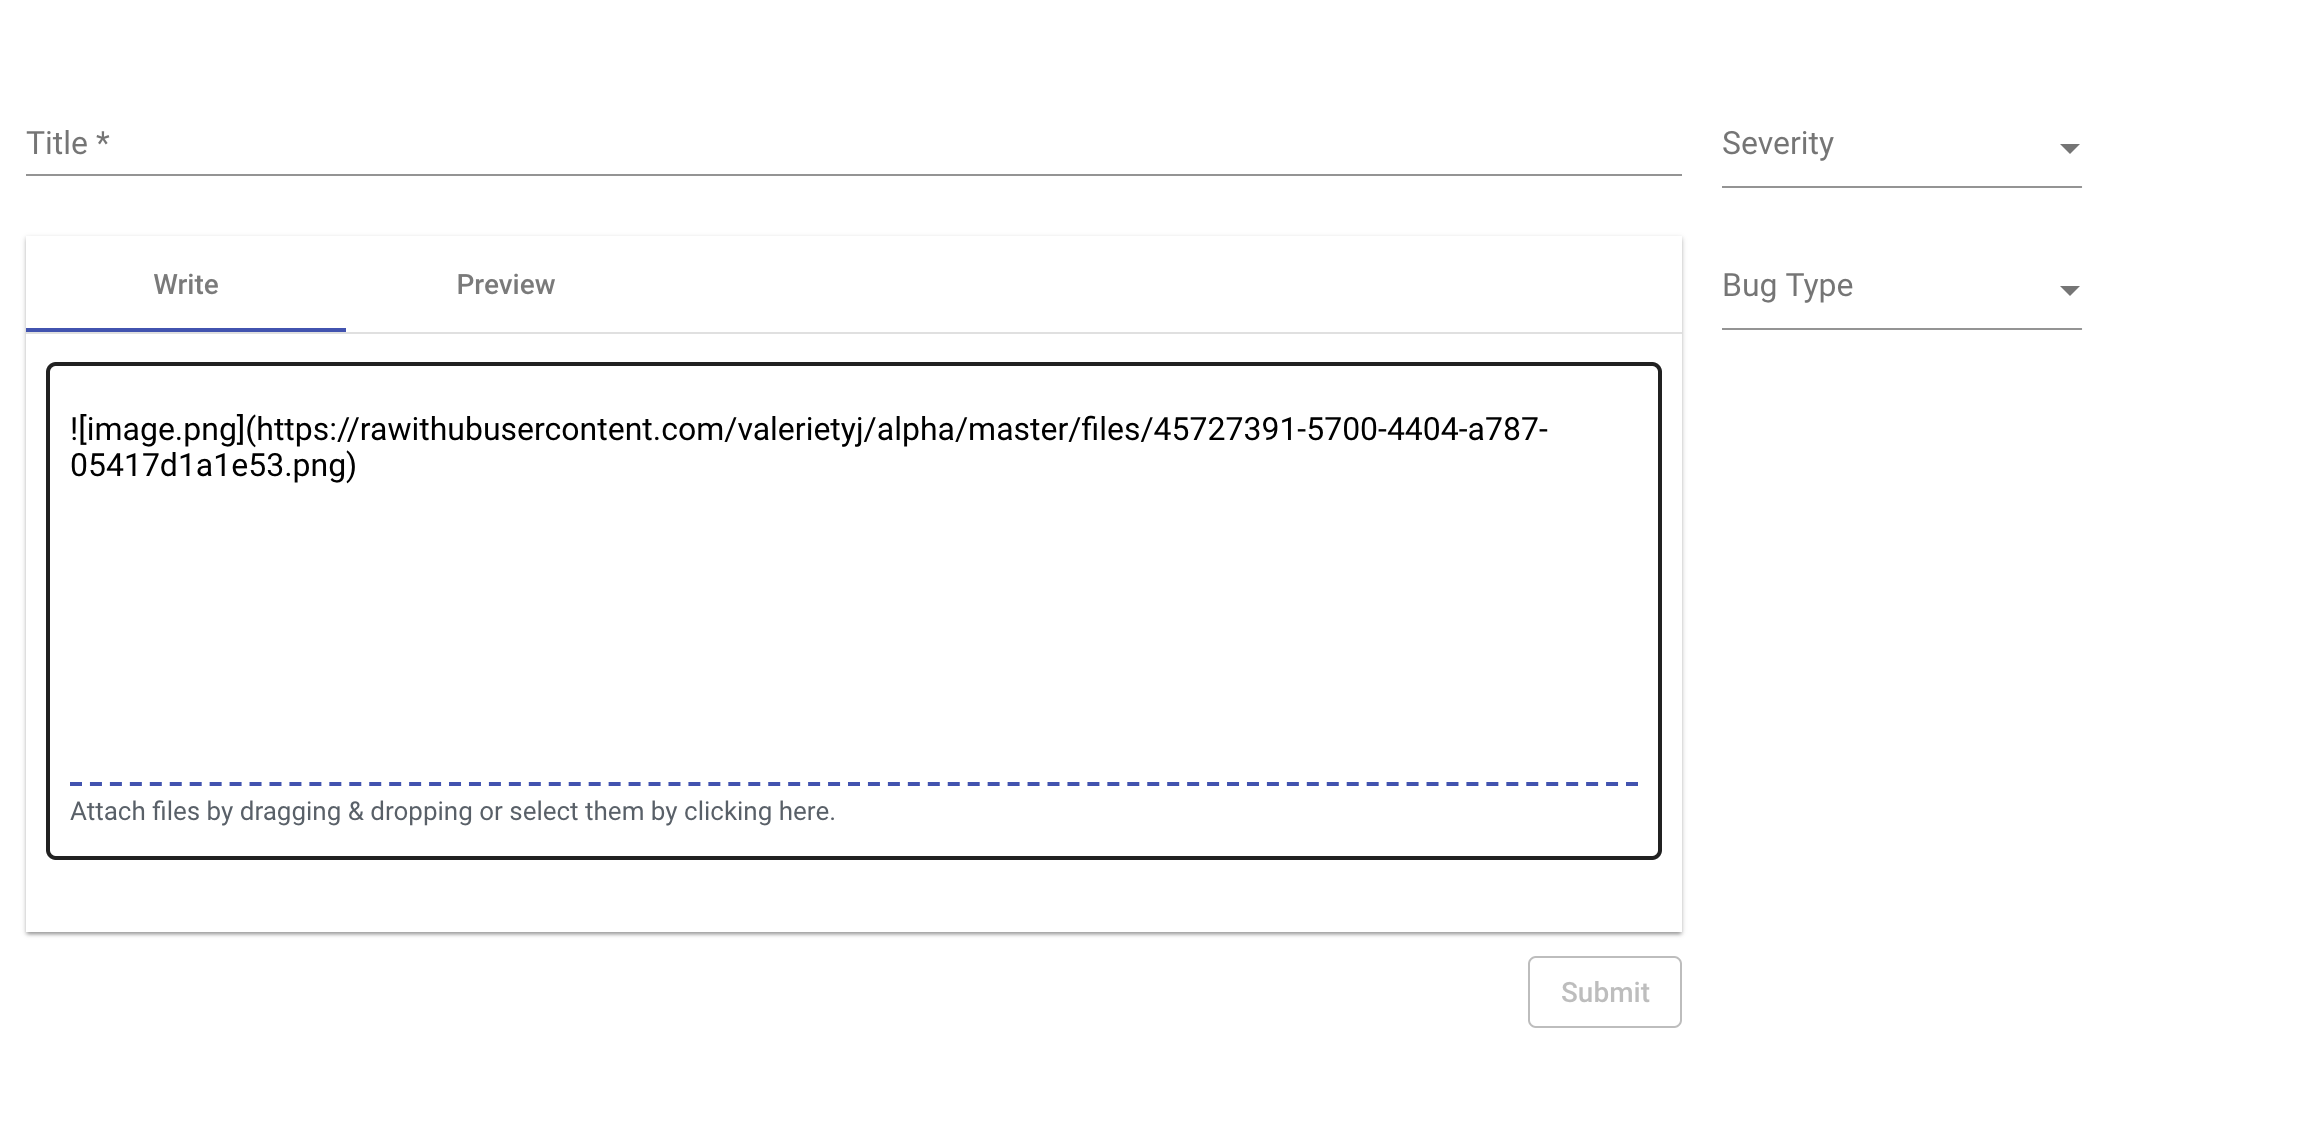 Title *
Severity
Write
Preview
Bug Type
![image.png](https://rawithubusercontent.com/valerietyj/alpha/master/files/45727391-5700-4404-a787-
05417d1a1e53.png)
Attach files by dragging & dropping or select them by clicking here.
Submit